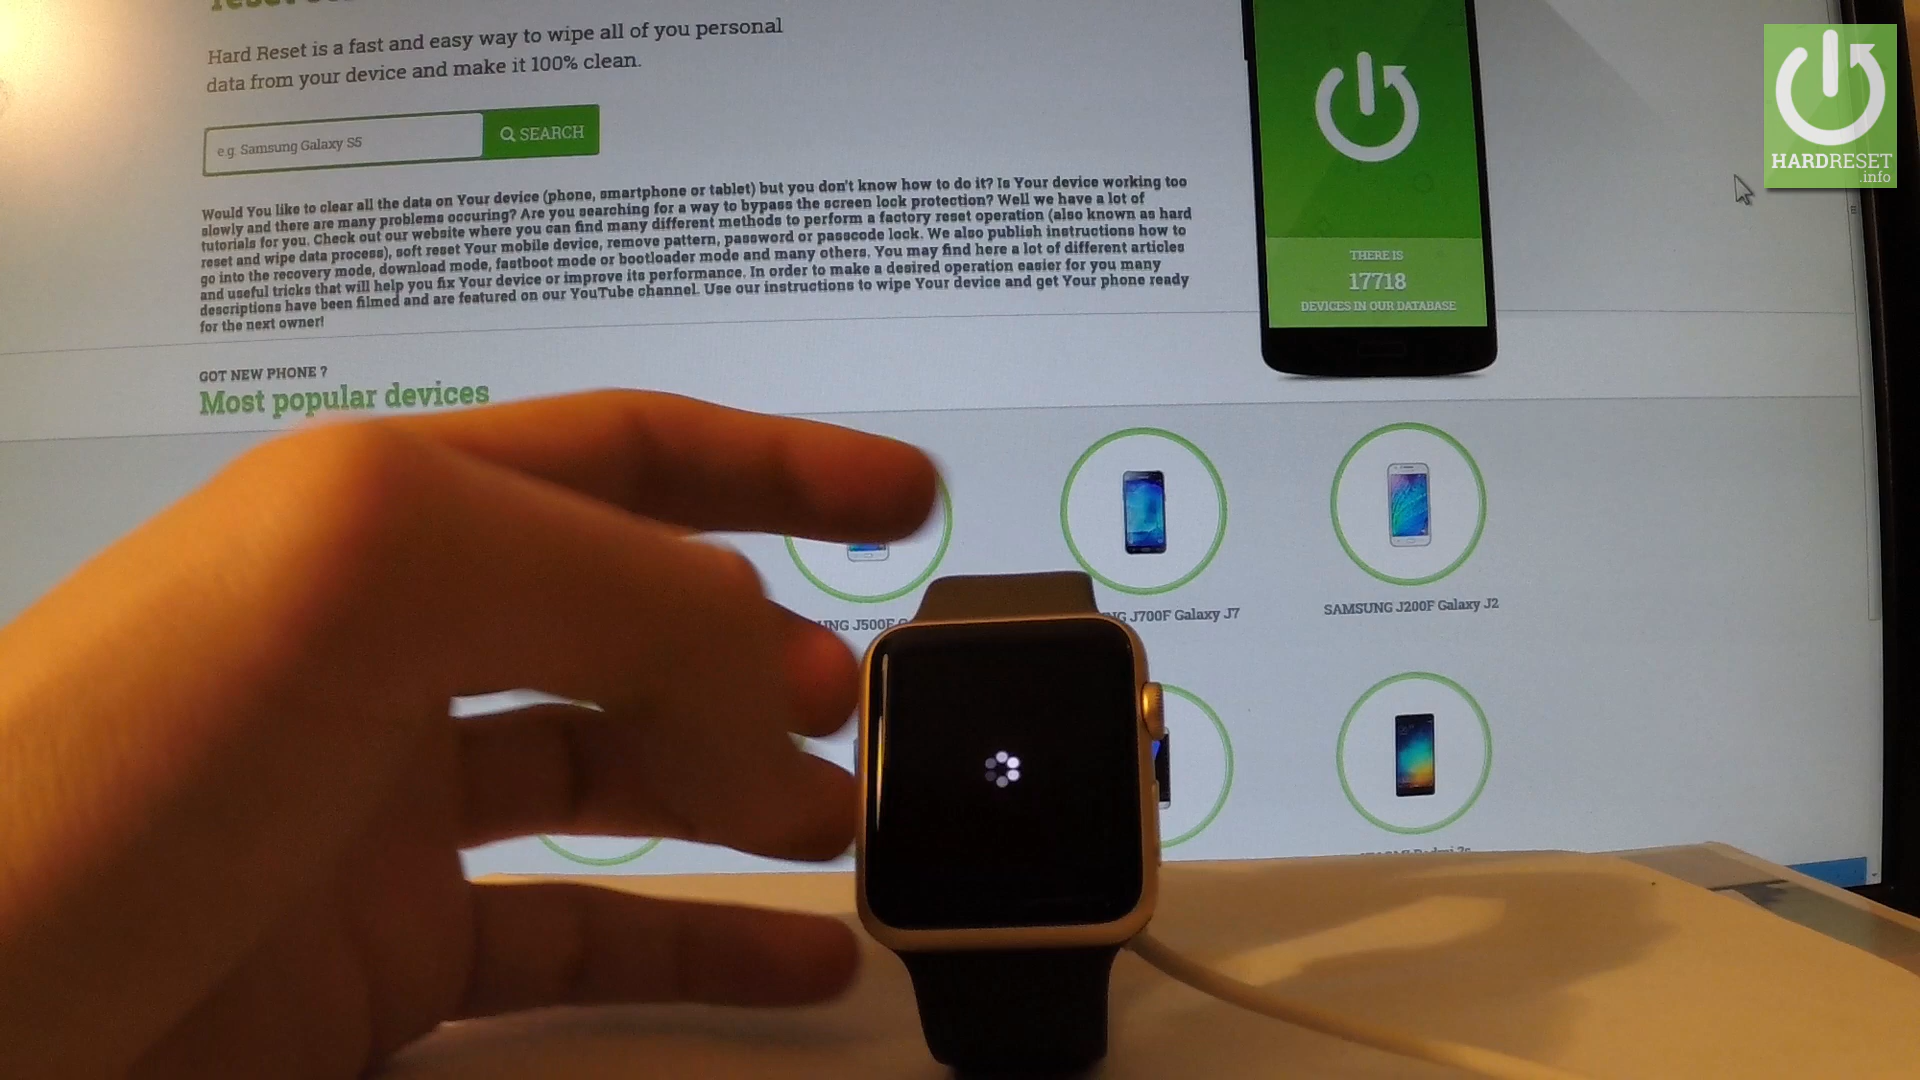 Hard Reset is a fast and easy way to wipe all of you personal
data from your device and make it 100% clean.
e.g. Samsung Galaxy S5
SEARCH
Would You like to clear all the data on Your device (phone, smartphone or tablet) but you don't know how to do it? Is Your device working too
slowly and there are many problems occuring? Are you searching for a way to bypass the screen lock protection? Well we have a lot of
tutorials for you. Check out our website where you can find many different methods to perform a factory reset operation (also known as hard
reset and wipe data process), soft reset Your mobile device, remove pattern, password or passcode lock. We also publish instructions how to
go into the recovery mode, download mode, fastboot mode or bootloader mode and many others. You may find here a lot of different articles
and useful tricks that will help you fix Your device or improve its performance. In order to make a desired operation easier for you many
descriptions have been filmed and are featured on our YouTube channel. Use our instructions to wipe Your device and get Your phone ready
for the next owner!
THERE IS
17718
DEVICES IN OUR DATABASE
HARDRESET
.info
GOT NEW PHONE ?
Most popular devices
J500F
J700F Galaxy J7
SAMSUNG J200F Galaxy J2